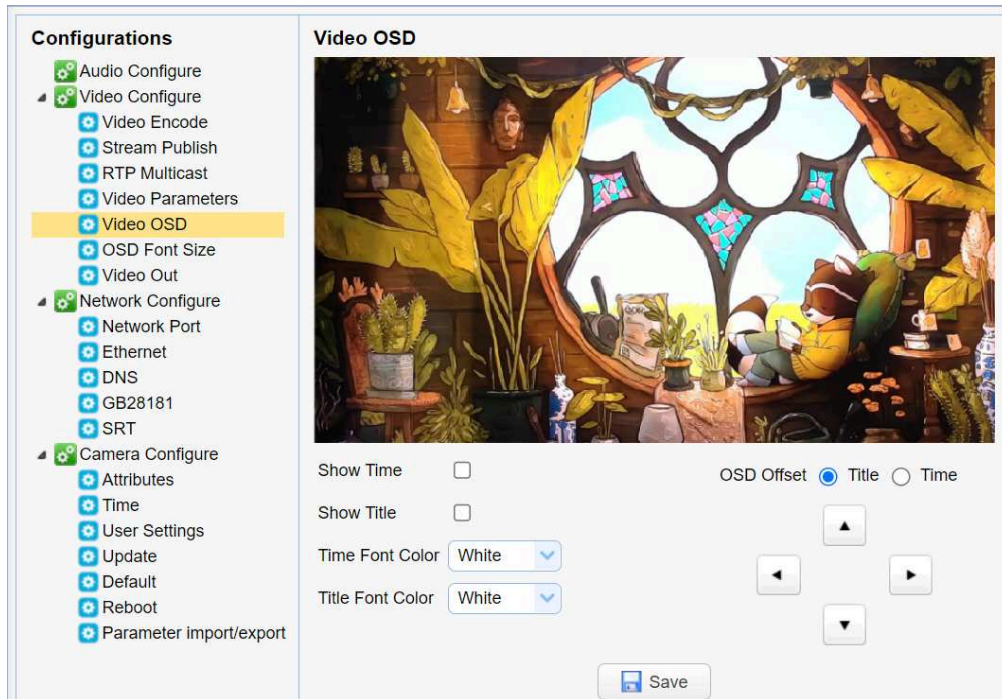 Configurations
Audio Configure
Video Configure
Video Encode
Stream Publish
RTP Multicast
Video Parameters
Video OSD
OSD Font Size
Video Out
Network Configure
Network Port
Ethernet
DNS
GB28181
SRT
Camera Configure
Attributes
Time
User Settings
Update
Default
Reboot
Parameter import/export
Video OSD
Show Time
Show Title
Time Font Color White
Title Font Color White
OSD Offset Title Time
Save